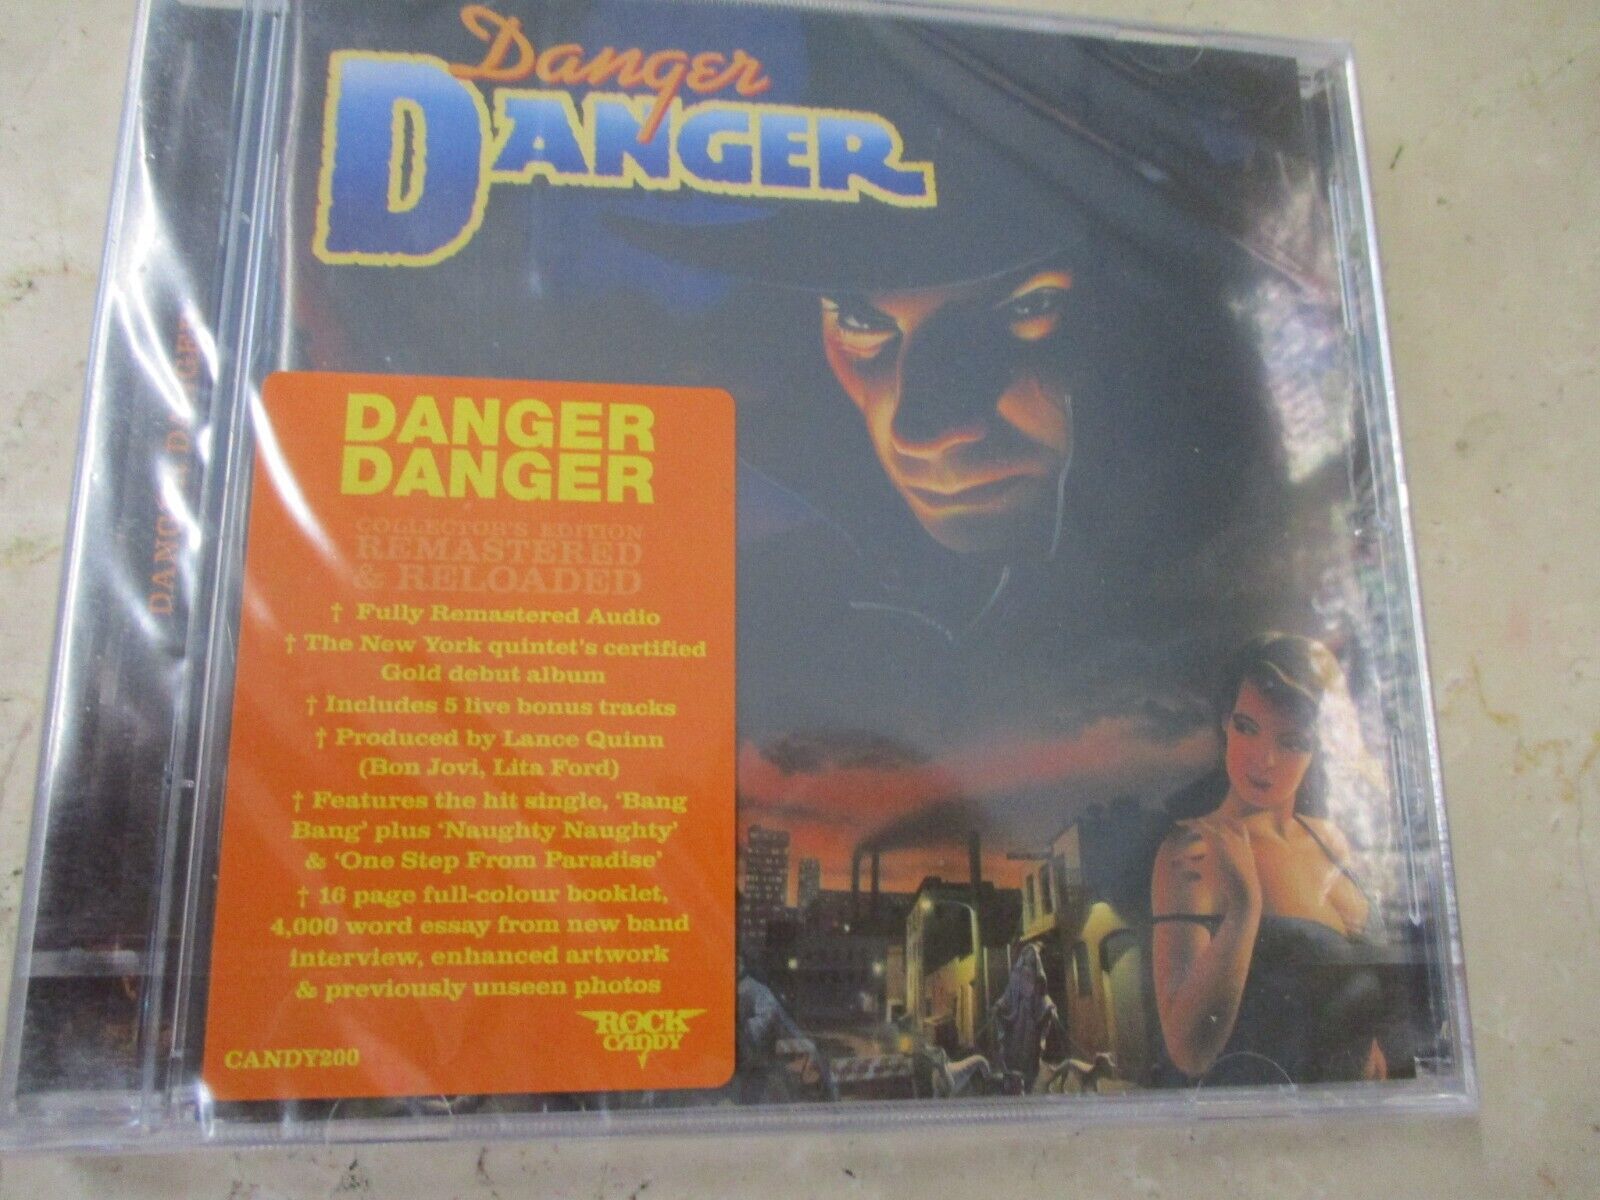 Danger
DANGER
DANGER
DANGER
COLLECTOR'S EDITION
REMASTERED
& RELOADED
† Fully Remastered Audio
† The New York quintet's certified
Gold debut album
† Includes 5 live bonus tracks
† Produced by Lance Quinn
(Bon Jovi, Lita Ford)
† Features the hit single, 'Bang
Bang' plus 'Naughty Naughty'
& 'One Step From Paradise'
† 16 page full-colour booklet,
4,000 word essay from new band
interview, enhanced artwork
& previously unseen photos
ROCK
CANDY
CANDY200
DANGER DANGER